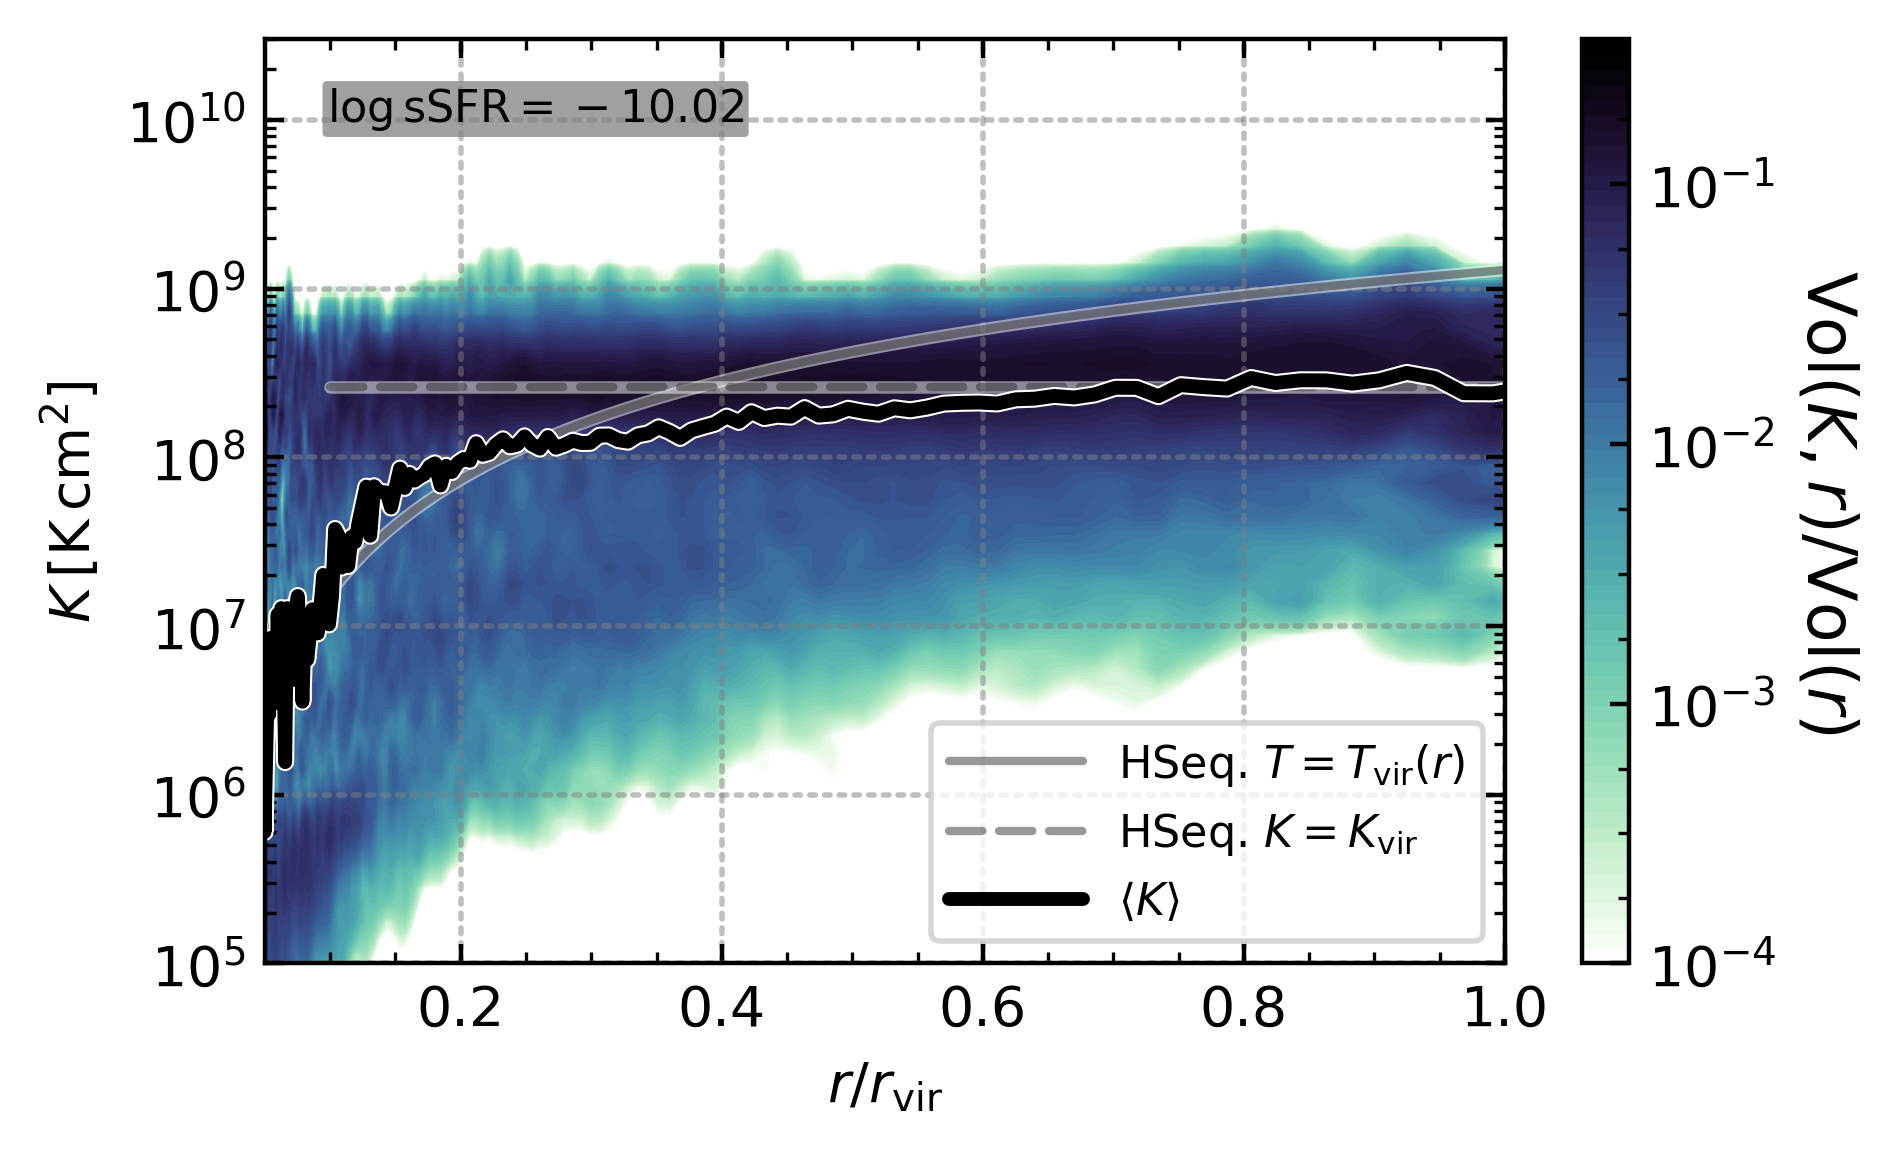 log sSFR = − 10.02
10^10
10^9
10^8
10^7
10^6
10^5
K [K cm^2]
0.2 0.4 0.6 0.8 1.0
r/r_vir
HSeq. T = T_vir(r)
HSeq. K = K_vir
⟨K⟩
10^−1
10^−2
10^−3
10^−4
Vol(K, r)/Vol(r)